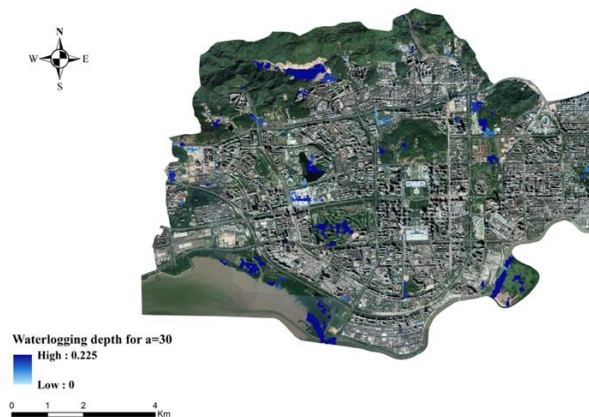 N
W E
S
Waterlogging depth for a=30
High : 0.225
Low : 0
0 1 2 4
Km